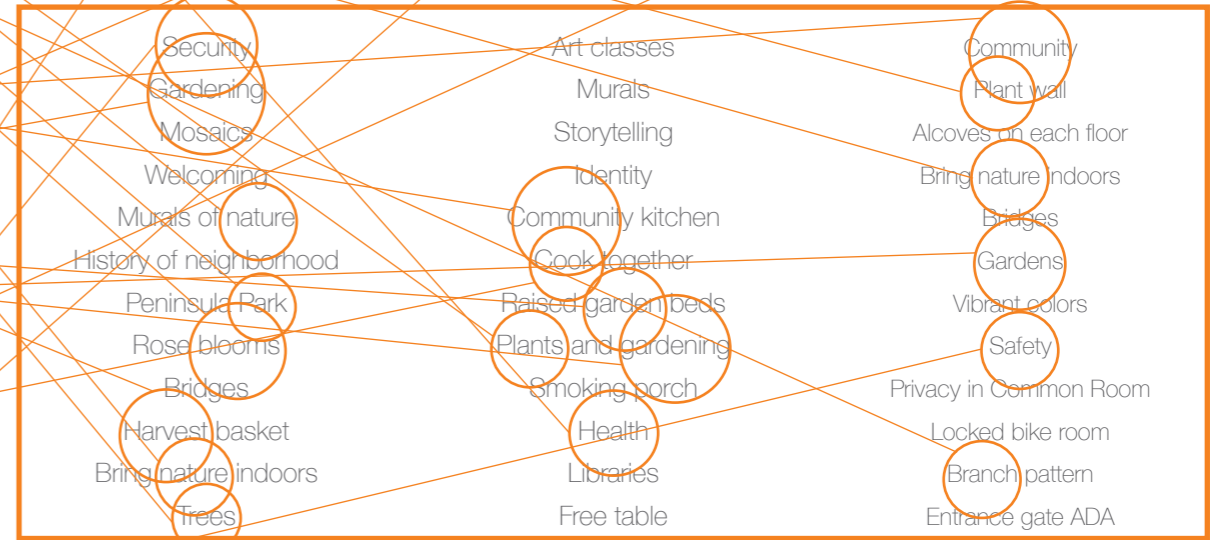 Security
Gardening
Mosaics
Welcoming
Murals of nature
History of neighborhood
Peninsula Park
Rose blooms
Bridges
Harvest basket
Bring nature indoors
Trees
Art classes
Murals
Storytelling
Identity
Community kitchen
Cook together
Raised garden beds
Plants and gardening
Smoking porch
Health
Libraries
Free table
Community
Plant wall
Alcoves on each floor
Bring nature indoors
Bridges
Gardens
Vibrant colors
Safety
Privacy in Common Room
Locked bike room
Branch pattern
Entrance gate ADA